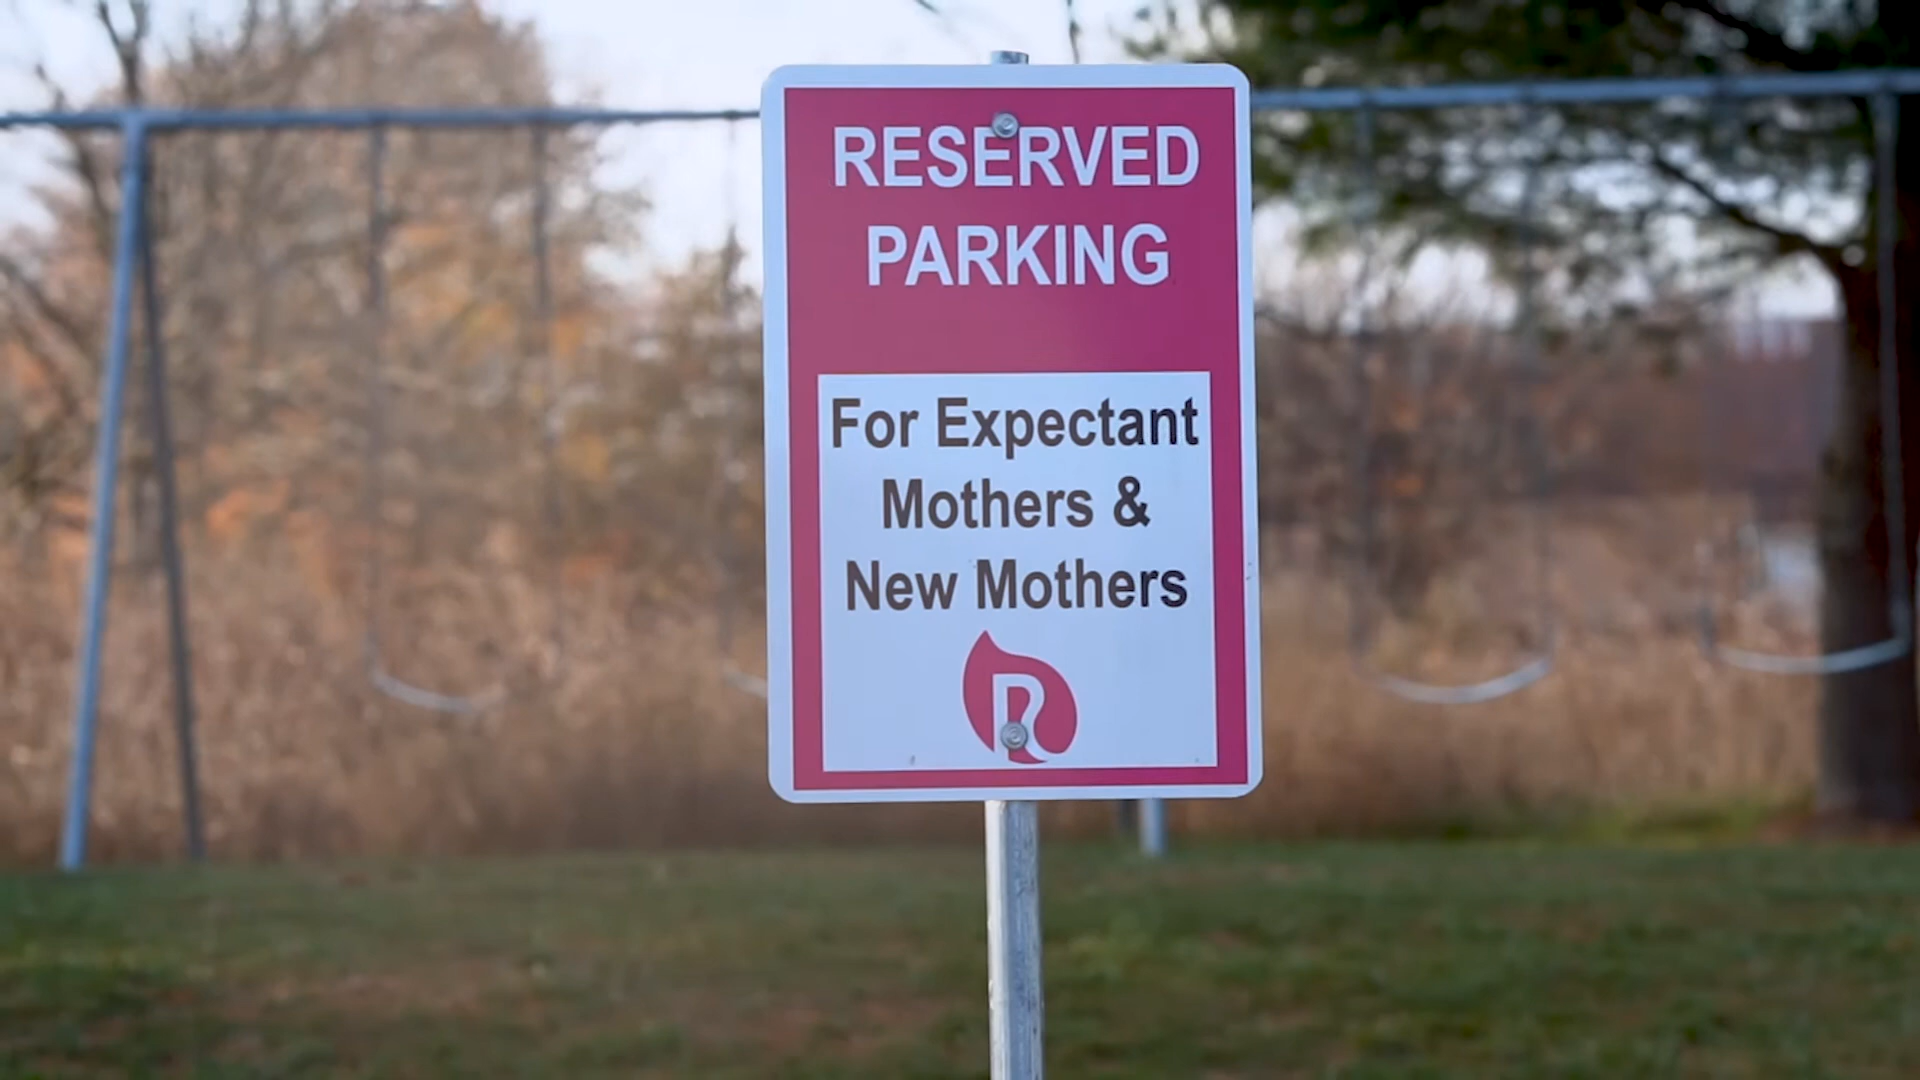 RESERVED
PARKING
For Expectant
Mothers &
New Mothers
R